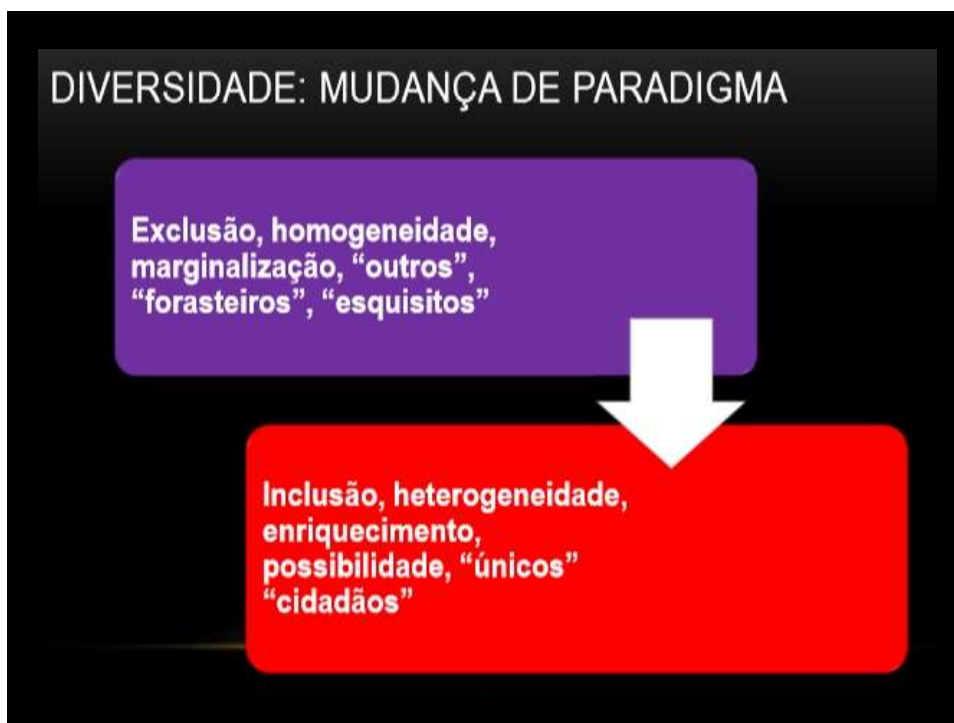 DIVERSIDADE: MUDANÇA DE PARADIGMA
Exclusão, homogeneidade,
marginalização, “outros”,
“forasteiros”, “esquisitos”
Inclusão, heterogeneidade,
enriquecimento,
possibilidade, “únicos”
“cidadãos”